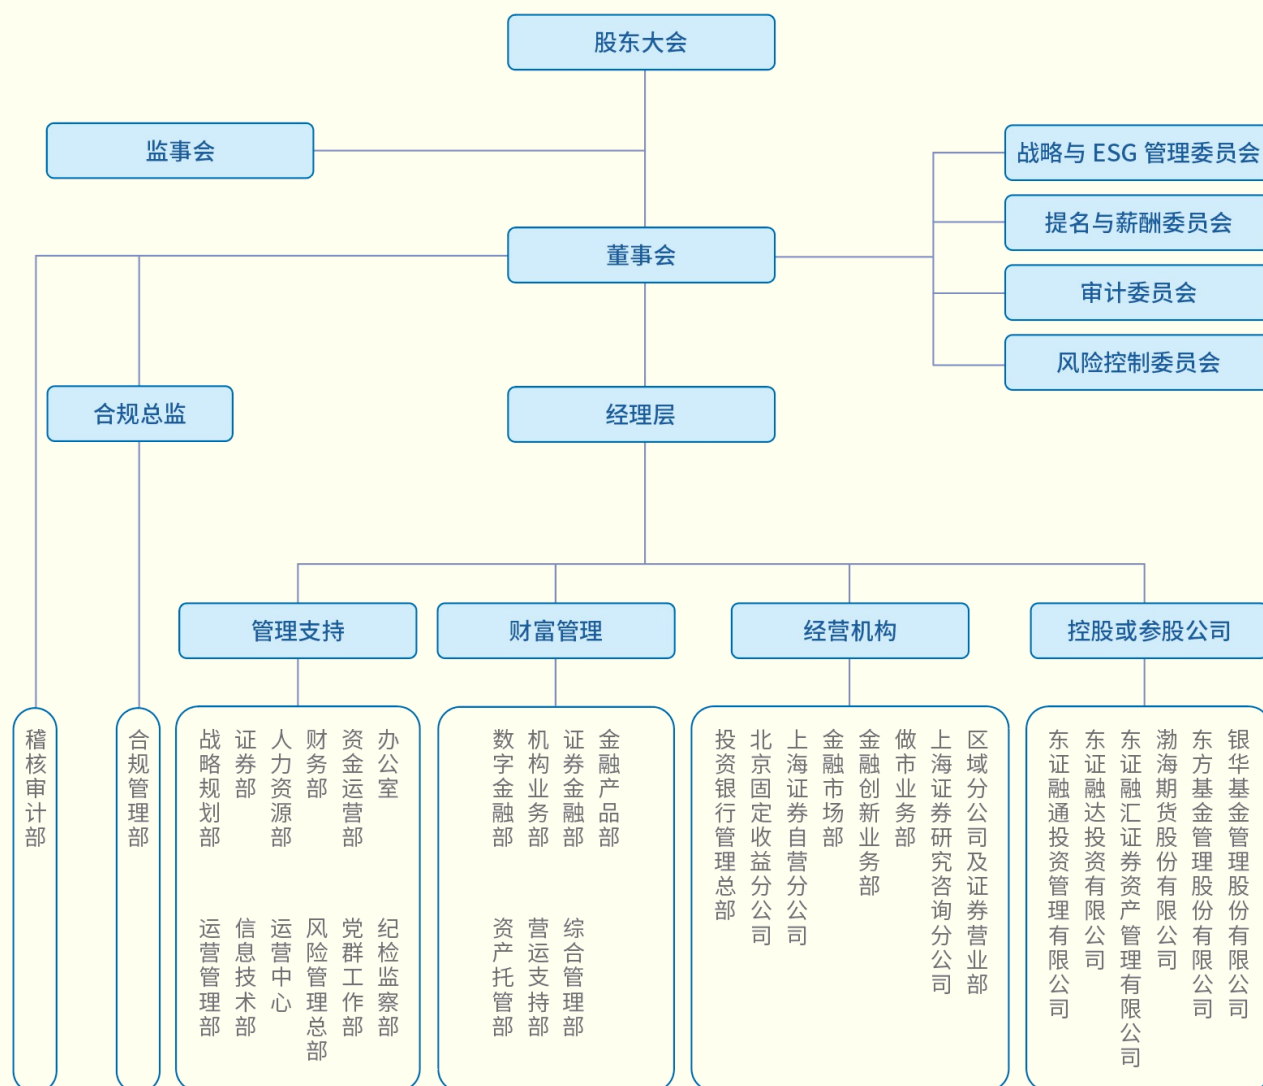 股东大会
监事会
战略与 ESG 管理委员会
提名与薪酬委员会
董事会
审计委员会
风险控制委员会
合规总监
经理层
管理支持
财富管理
经营机构
控股或参股公司
稽核审计部
合规管理部
战略规划部
证券部
人力资源部
财务部
资金运营部
办公室
运营管理部
信息技术部
运营中心
风险管理总部
党群工作部
纪检监察部
数字金融部
机构业务部
证券金融部
金融产品部
资产托管部
营运支持部
综合管理部
投资银行管理总部
北京固定收益分公司
上海证券自营分公司
金融市场部
金融创新业务部
做市业务部
上海证券研究咨询分公司
区域分公司及证券营业部
东证融通投资管理有限公司
东证融达投资有限公司
东证融汇证券资产管理有限公司
渤海期货股份有限公司
东方基金管理股份有限公司
银华基金管理股份有限公司